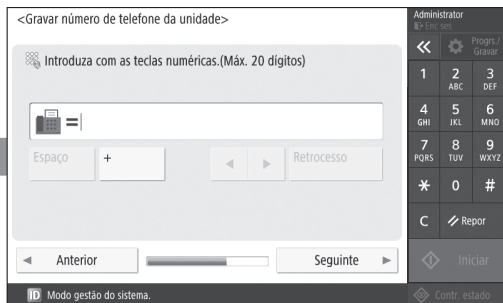 <Gravar número de telefone da unidade>
Introduza com as teclas numéricas.(Máx. 20 dígitos)
=
Espaço
+
◀
▶
Retrocesso
◀ Anterior
Seguinte ▶
ID Modo gestão do sistema.
Administrator
Enc ses
Progrs./
Gravar
1 2 3
ABC DEF
4 5 6
GHI JKL MNO
7 8 9
PQRS TUV WXYZ
* 0 #
C Repor
Iniciar
Contr. estado